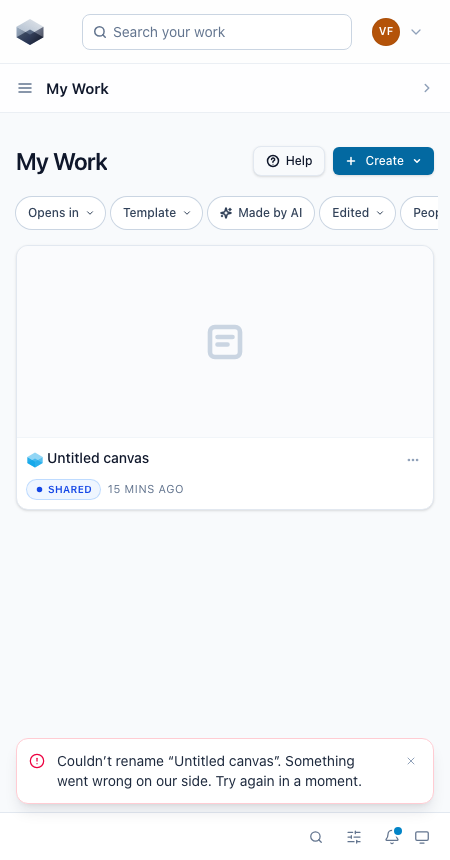 Search your work
VF
My Work
My Work
Help
Create
Opens in
Template
Made by AI
Edited
Peop
Untitled canvas
SHARED
15 MINS AGO
Couldn’t rename “Untitled canvas”. Something
went wrong on our side. Try again in a moment.